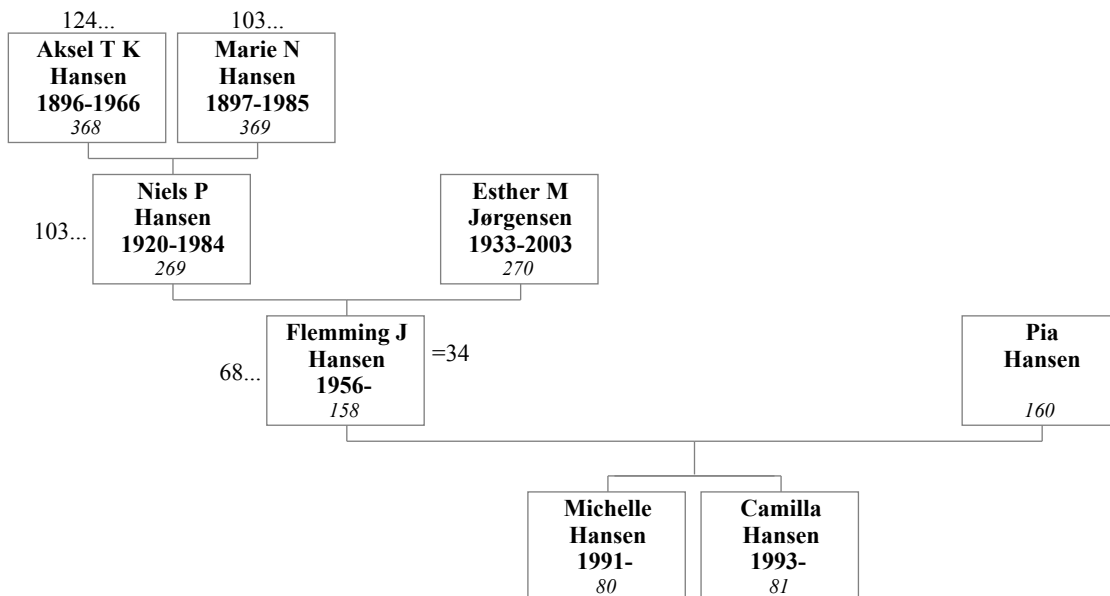 124...
103...
Aksel T K
Hansen
1896-1966
368
Marie N
Hansen
1897-1985
369
103...
Niels P
Hansen
1920-1984
269
Esther M
Jørgensen
1933-2003
270
68...
Flemming J
Hansen
1956-
158
=34
Pia
Hansen
160
Michelle
Hansen
1991-
80
Camilla
Hansen
1993-
81